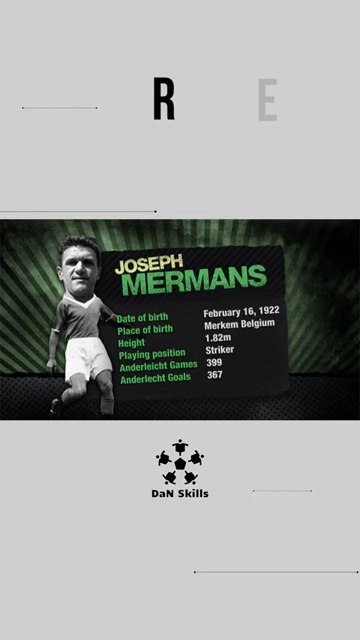 R E
JOSEPH
MERMANS
Date of birth February 16, 1922
Place of birth Merkem Belgium
Height 1.82m
Playing position Striker
Anderleicht Games 399
Anderlecht Goals 367
DaN Skills